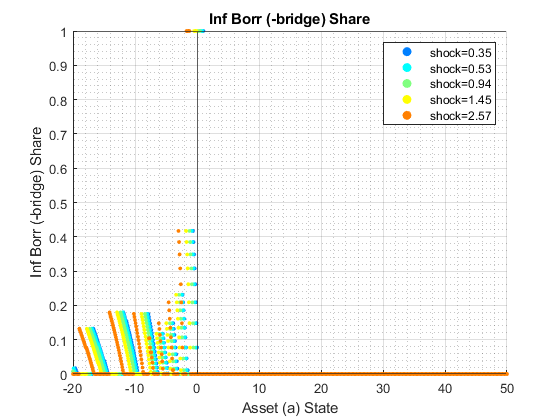 Inf Borr (-bridge) Share
1
0.9
0.8
0.7
0.6
0.5
0.4
0.3
0.2
0.1
0
Inf Borr (-bridge) Share
shock=0.35
shock=0.53
shock=0.94
shock=1.45
shock=2.57
-20 -10 0 10 20 30 40 50
Asset (a) State